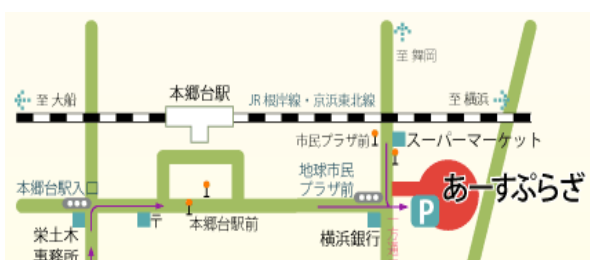 至 舞岡
至 大船
本郷台駅
JR 根岸線・京浜東北線
至 横浜
市民プラザ前
スーパーマーケット
地球市民
プラザ前
あーすぷらざ
本郷台駅入口
P
〒
本郷台駅前
横浜銀行
一方通
栄土木
事務所